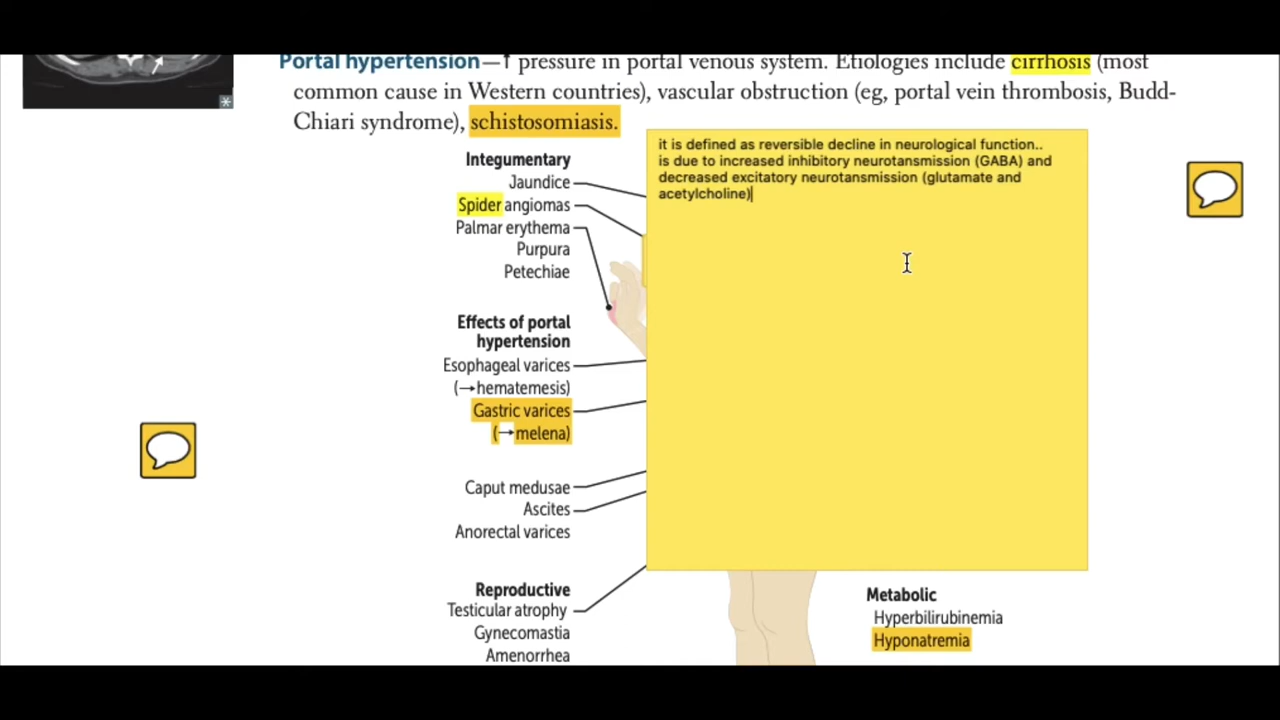 Portal hypertension—↑ pressure in portal venous system. Etiologies include cirrhosis (most
common cause in Western countries), vascular obstruction (eg, portal vein thrombosis, Budd-
Chiari syndrome), schistosomiasis.
it is defined as reversible decline in neurological function..
is due to increased inhibitory neurotansmission (GABA) and
decreased excitatory neurotansmission (glutamate and
acetylcholine)
Integumentary
Jaundice
Spider angiomas
Palmar erythema
Purpura
Petechiae
Effects of portal
hypertension
Esophageal varices
(→hematemesis)
Gastric varices
(→melena)
Caput medusae
Ascites
Anorectal varices
Reproductive
Testicular atrophy
Gynecomastia
Amenorrhea
Metabolic
Hyperbilirubinemia
Hyponatremia